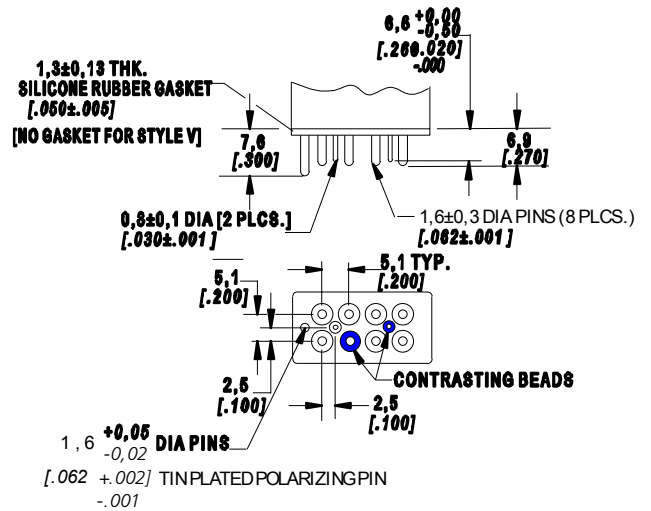 6,6 +0,00
-0,50
[.260.020]
-.000
1,3±0,13 THK.
SILICONE RUBBER GASKET
[.050±.005]
[NO GASKET FOR STYLE V]
7,6
[.300]
6,9
[.270]
0,8±0,1 DIA [2 PLCS.]
[.030±.001]
1,6±0,3 DIA PINS (8 PLCS.)
[.062±.001]
5,1
[.200]
5,1 TYP.
[.200]
CONTRASTING BEADS
2,5
[.100]
2,5
[.100]
1,6 +0,05 DIA PINS
-0,02
[.062 +.002] TIN PLATED POLARIZING PIN
-.001